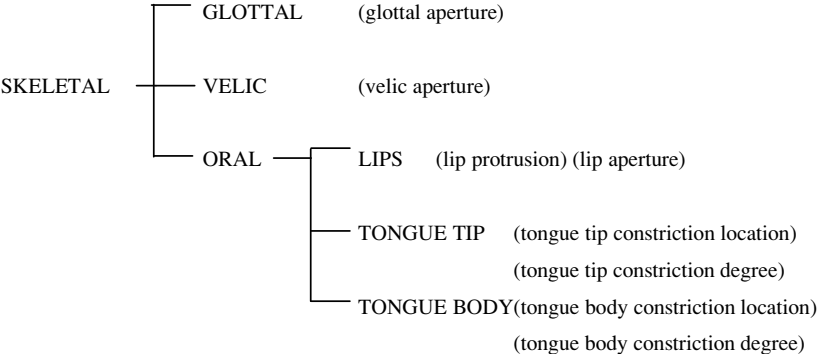 GLOTTAL (glottal aperture)
SKELETAL VELIC (velic aperture)
ORAL LIPS (lip protrusion) (lip aperture)
TONGUE TIP (tongue tip constriction location)
(tongue tip constriction degree)
TONGUE BODY(tongue body constriction location)
(tongue body constriction degree)